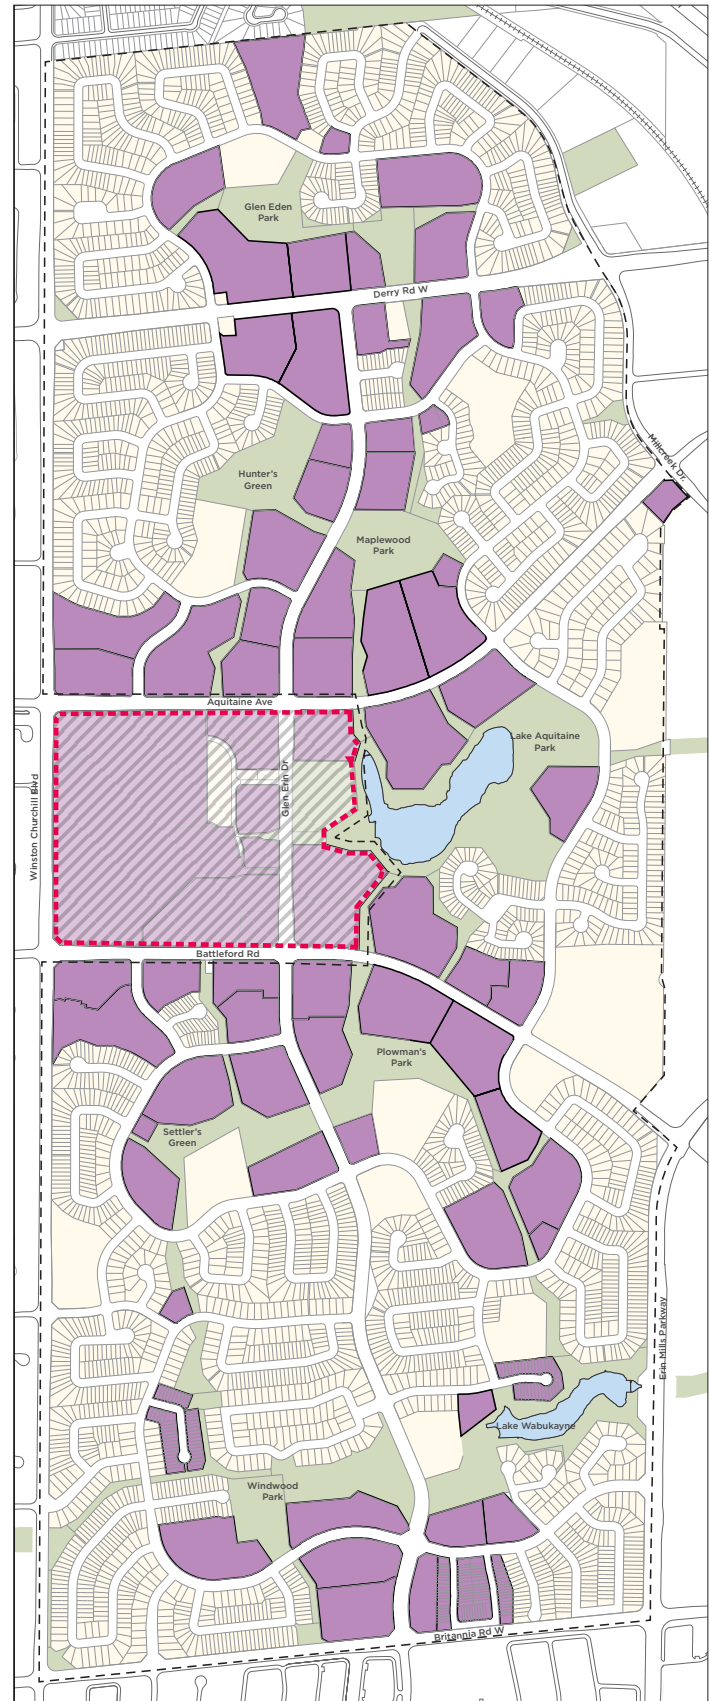 Glen Eden
Park
Derry Rd W
Millcreek Dr.
Hunter's
Green
Maplewood
Park
Aquitaine Ave
Lake Aquitaine
Park
Glen Erin Dr
Winston Churchill Blvd
Battleford Rd
Plowman's
Park
Settler's
Green
Erin Mills Parkway
Lake Wabukayne
Windwood
Park
Britannia Rd W